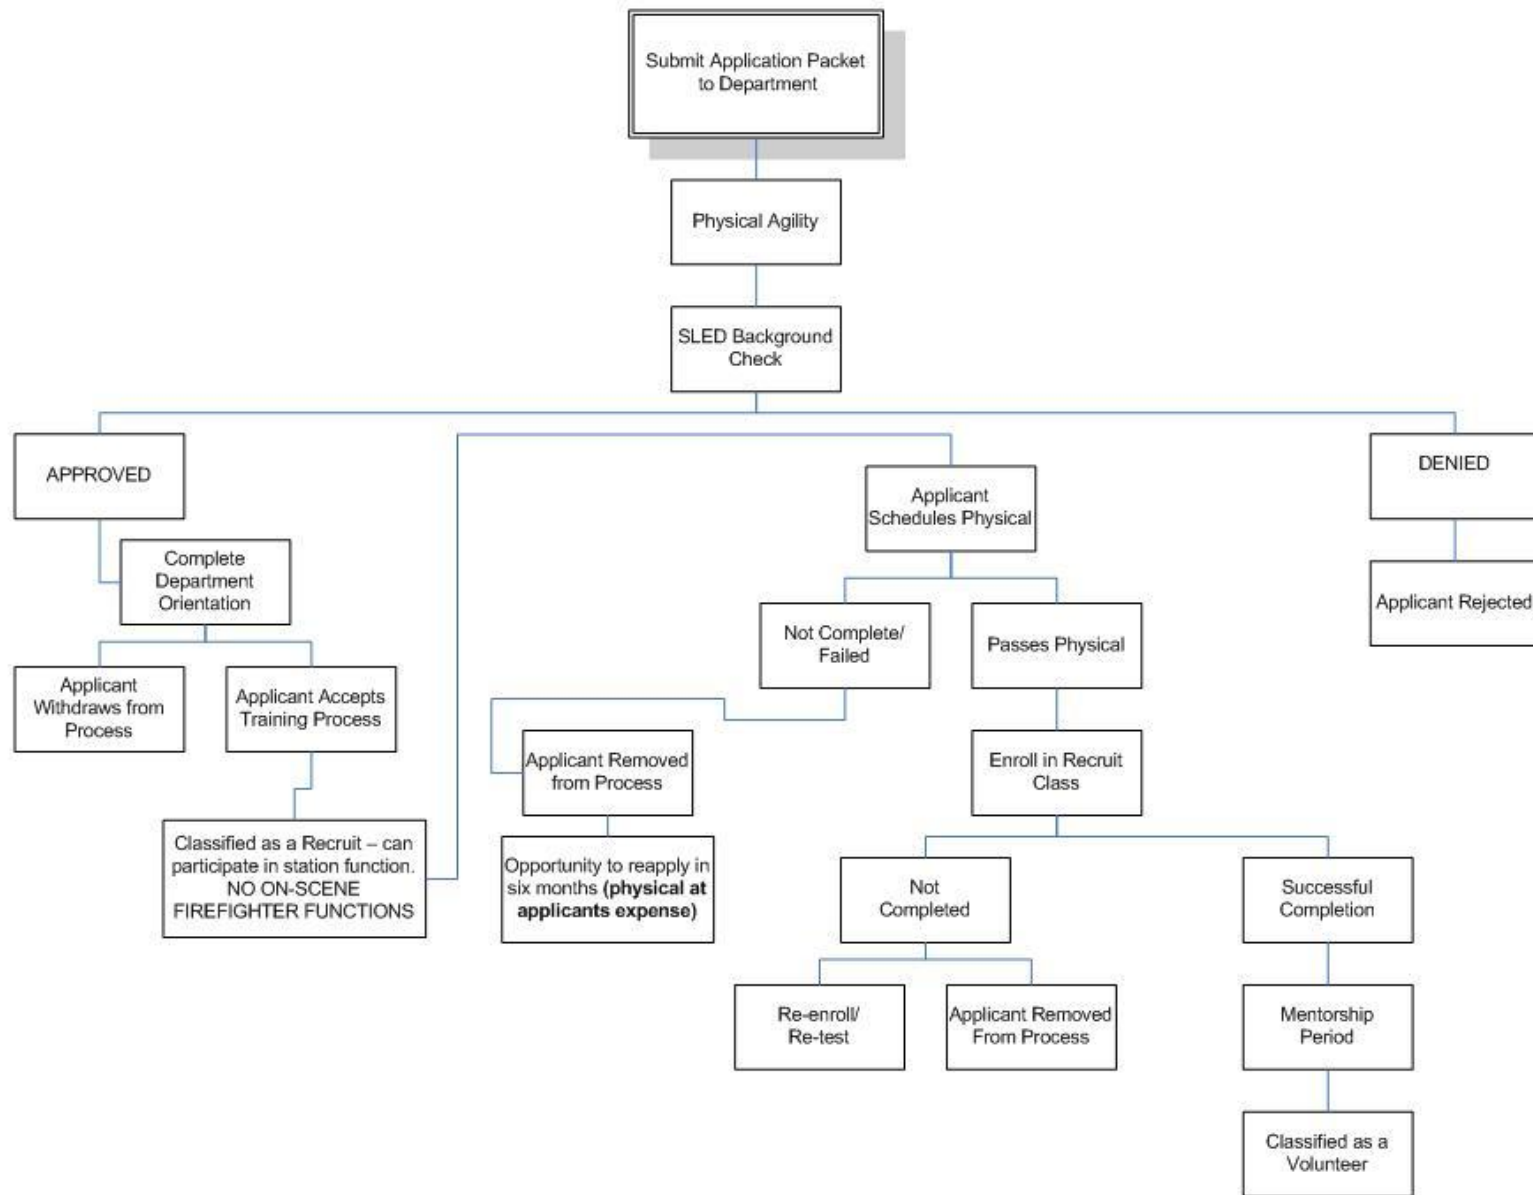 Submit Application Packet
to Department
Physical Agility
SLED Background
Check
APPROVED
DENIED
Complete
Department
Orientation
Applicant
Withdraws from
Process
Applicant Accepts
Training Process
Classified as a Recruit – can
participate in station function.
NO ON-SCENE
FIREFIGHTER FUNCTIONS
Applicant
Schedules Physical
Not Complete/
Failed
Passes Physical
Applicant Removed
from Process
Opportunity to reapply in
six months (physical at
applicants expense)
Enroll in Recruit
Class
Not
Completed
Successful
Completion
Re-enroll/
Re-test
Applicant Removed
From Process
Mentorship
Period
Classified as a
Volunteer
Applicant Rejected